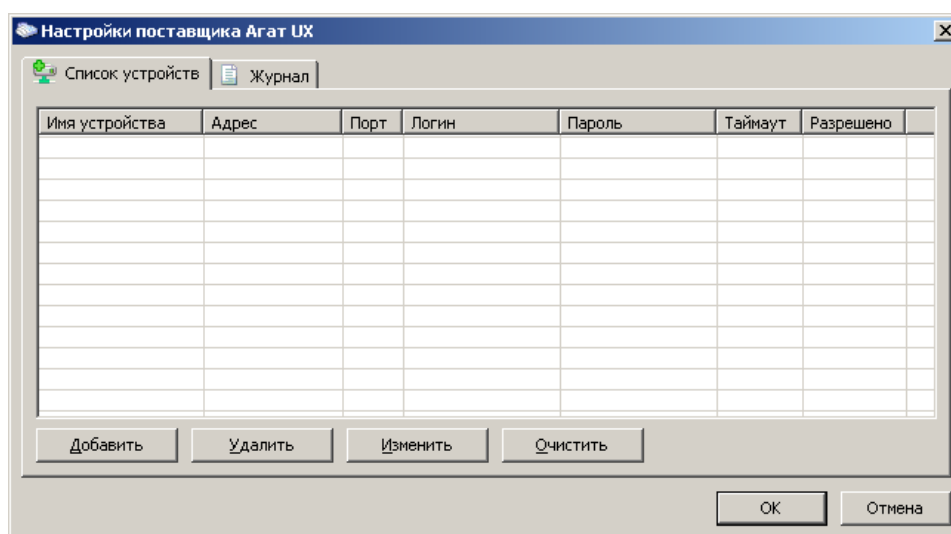 Настройки поставщика Агат UX
Список устройств Журнал
Имя устройства Адрес Порт Логин Пароль Таймаут Разрешено
Добавить Удалить Изменить Очистить
OK Отмена